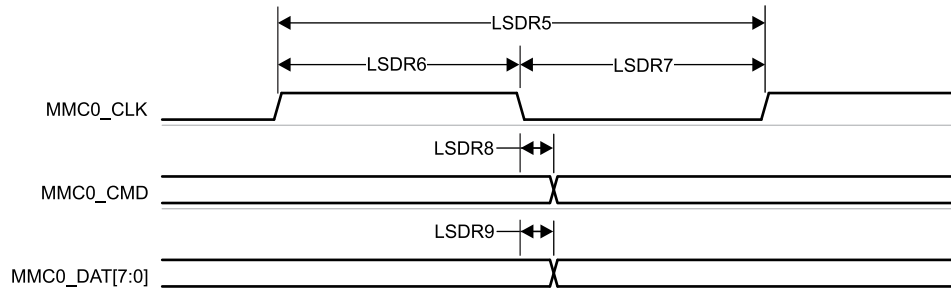 LSDR5
LSDR6
LSDR7
MMC0_CLK
LSDR8
MMC0_CMD
LSDR9
MMC0_DAT[7:0]